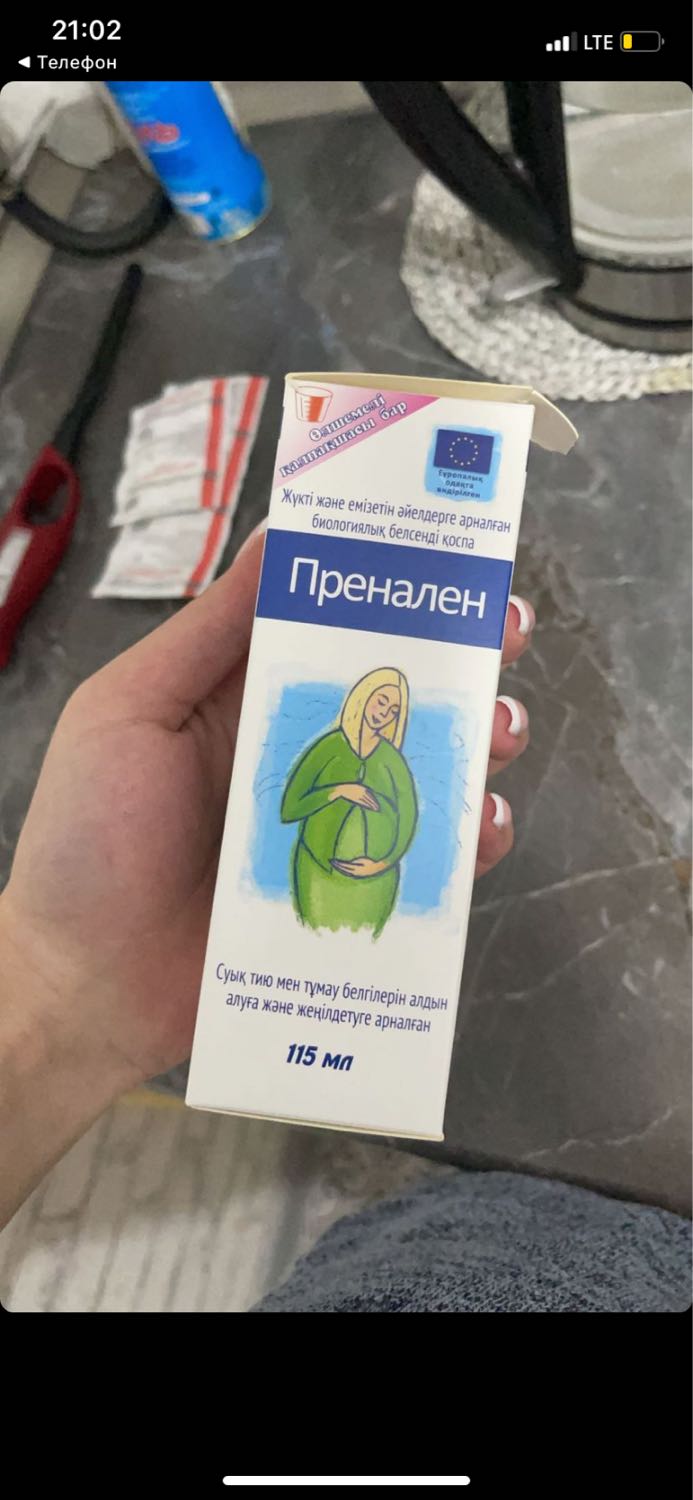 21:02
LTE
◀ Телефон
Өлшемелі
қалпақшасы бар
Еуропалық
одақта
өндірілген
Жүкті және емізетін әйелдерге арналған
биологиялық белсенді қоспа
Пренален
Суық тию мен тұмау белгілерін алдын
алуға және жеңілдетуге арналған
115 мл